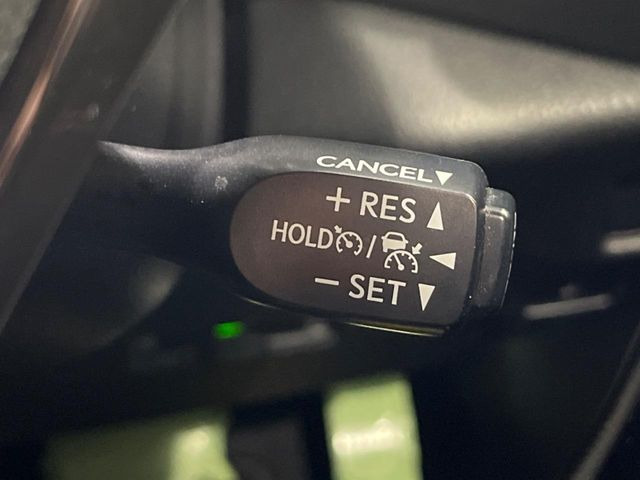 CANCEL▼
+ RES ▲
HOLD / ◀
− SET ▼